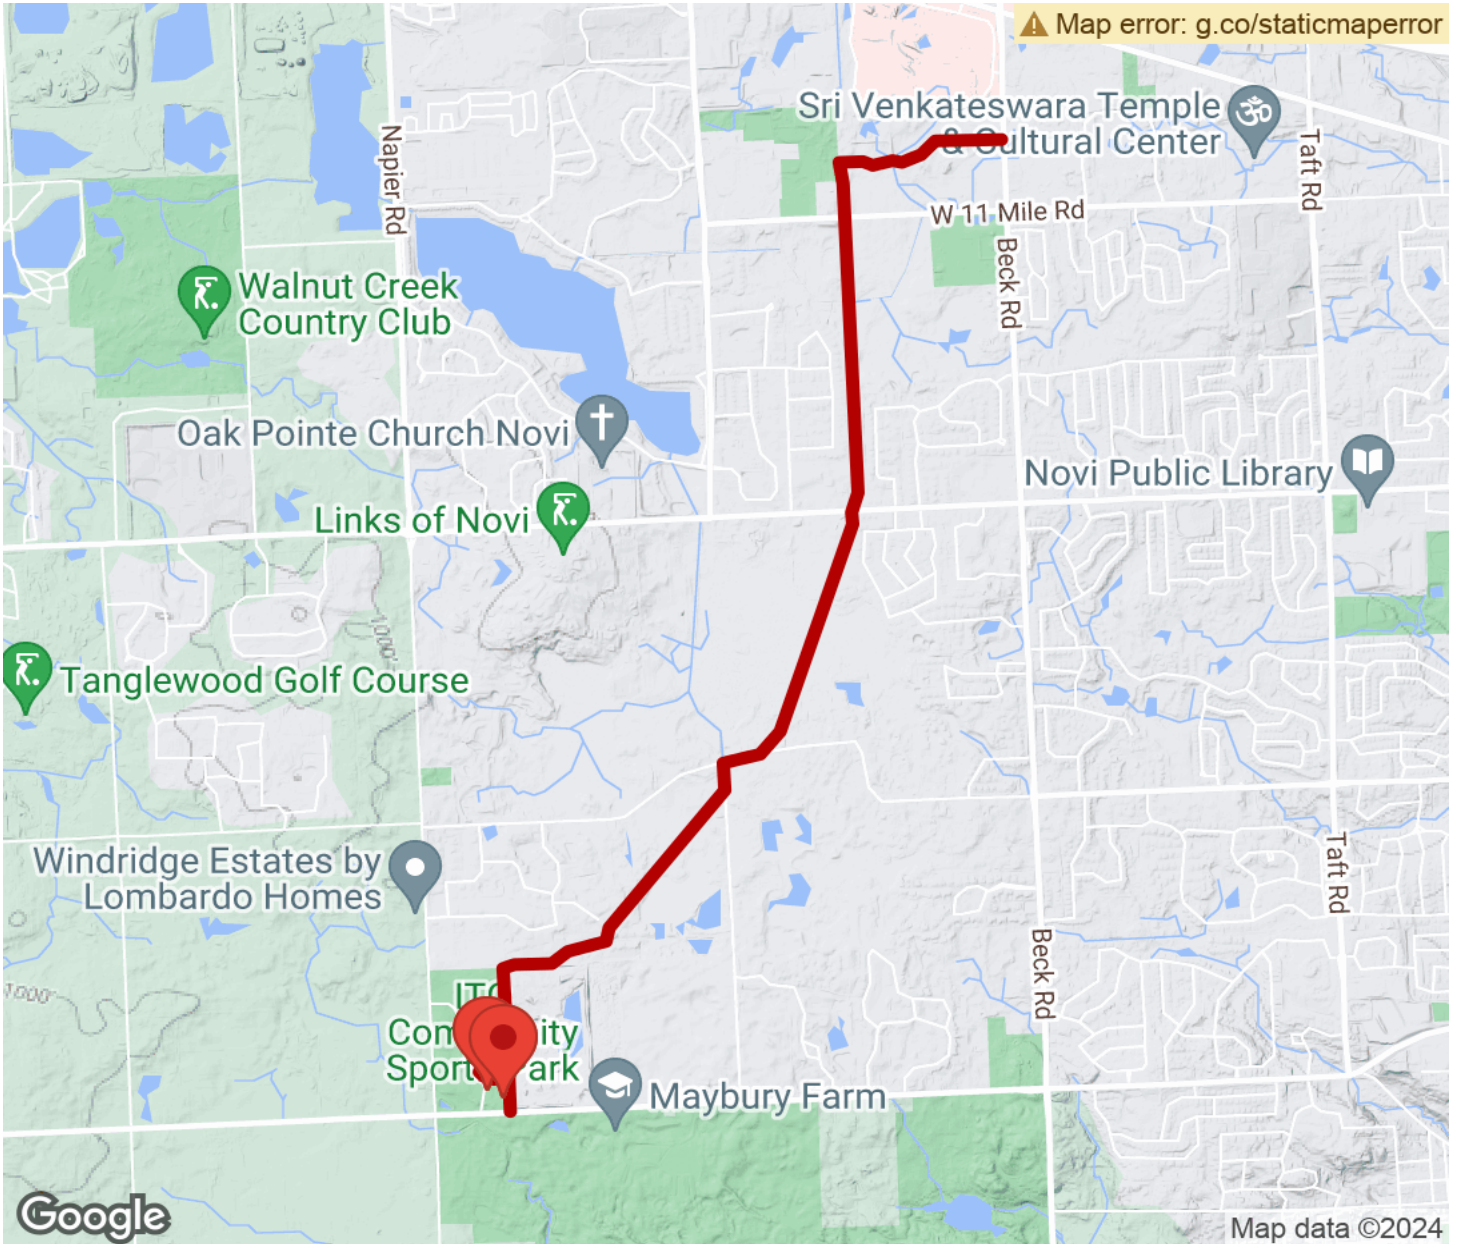 Map error: g.co/staticmaperror
Sri Venkateswara Temple
& Cultural Center
ॐ
Napier Rd
Taft Rd
W 11 Mile Rd
Beck Rd
Walnut Creek
Country Club
Oak Pointe Church Novi
Novi Public Library
Links of Novi
1000'
Tanglewood Golf Course
Windridge Estates by
Lombardo Homes
Taft Rd
Beck Rd
1000'
Maybury Farm
Google
Map data ©2024